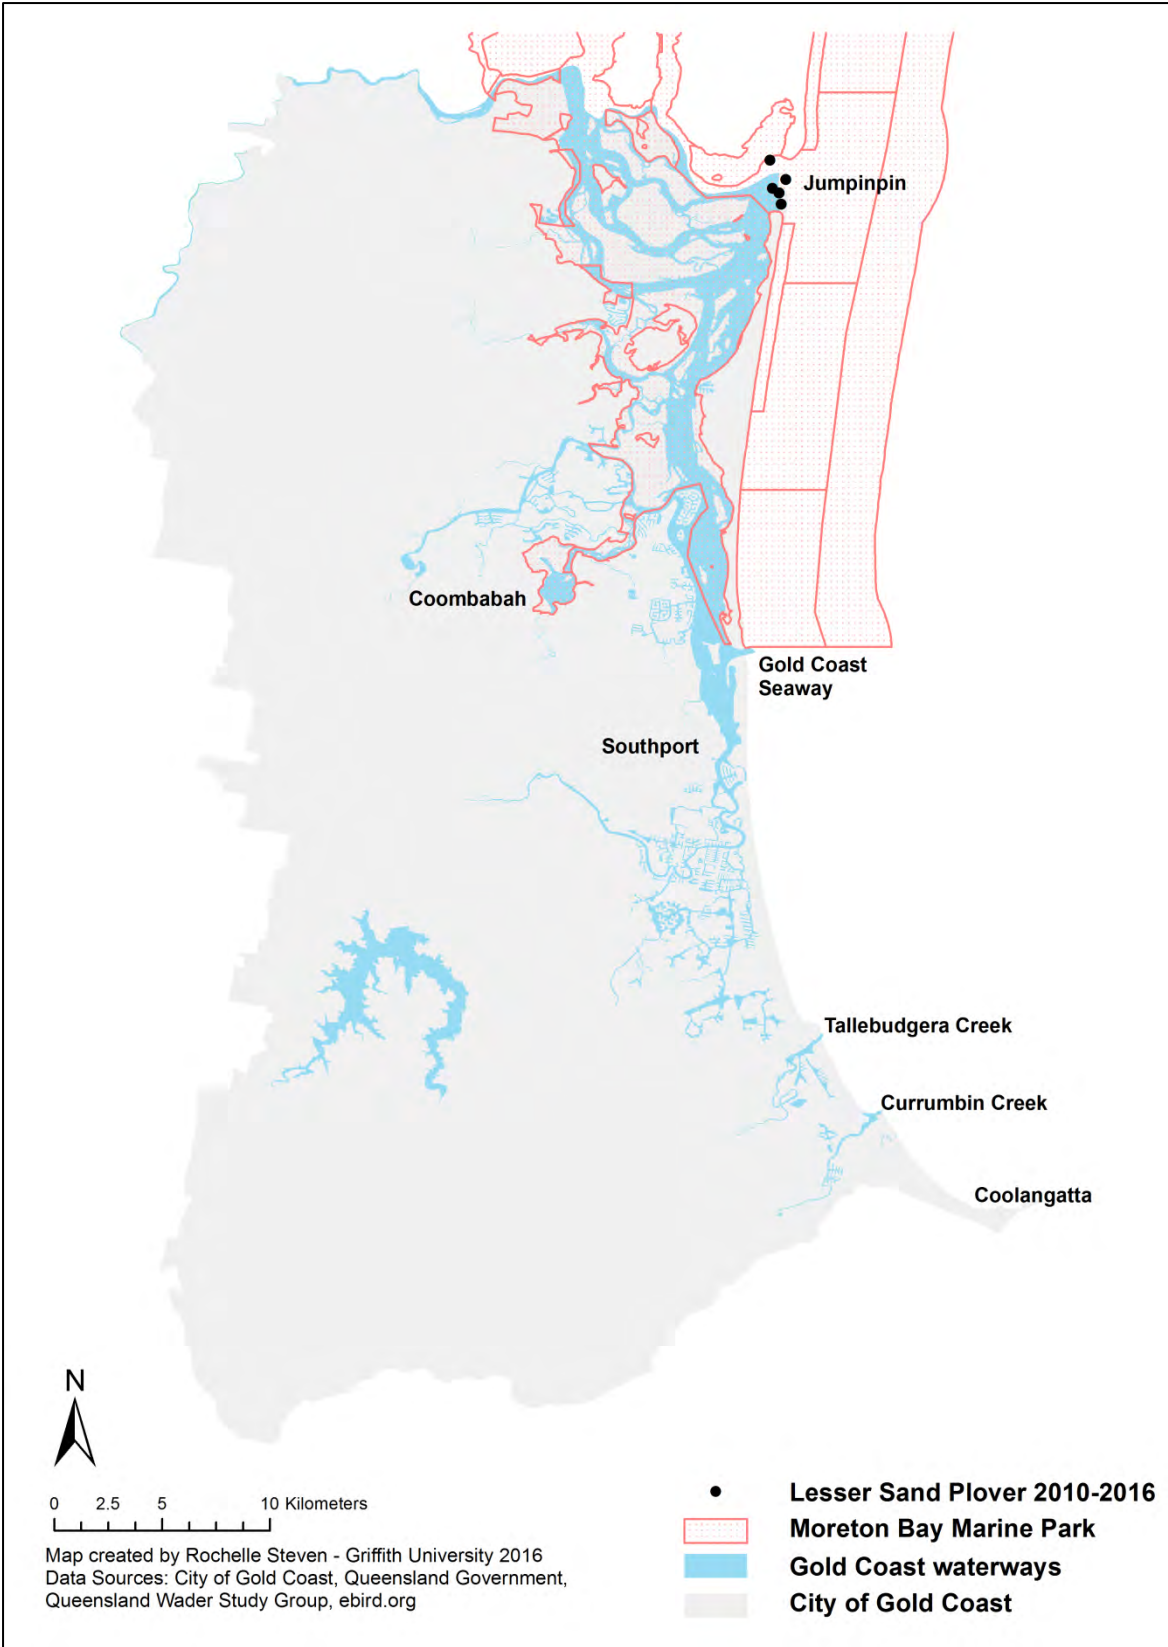 Jumpinpin
Coombabah
Gold Coast
Seaway
Southport
Tallebudgera Creek
Currumbin Creek
Coolangatta
N
0 2.5 5 10 Kilometers
Map created by Rochelle Steven - Griffith University 2016
Data Sources: City of Gold Coast, Queensland Government,
Queensland Wader Study Group, ebird.org
Lesser Sand Plover 2010-2016
Moreton Bay Marine Park
Gold Coast waterways
City of Gold Coast